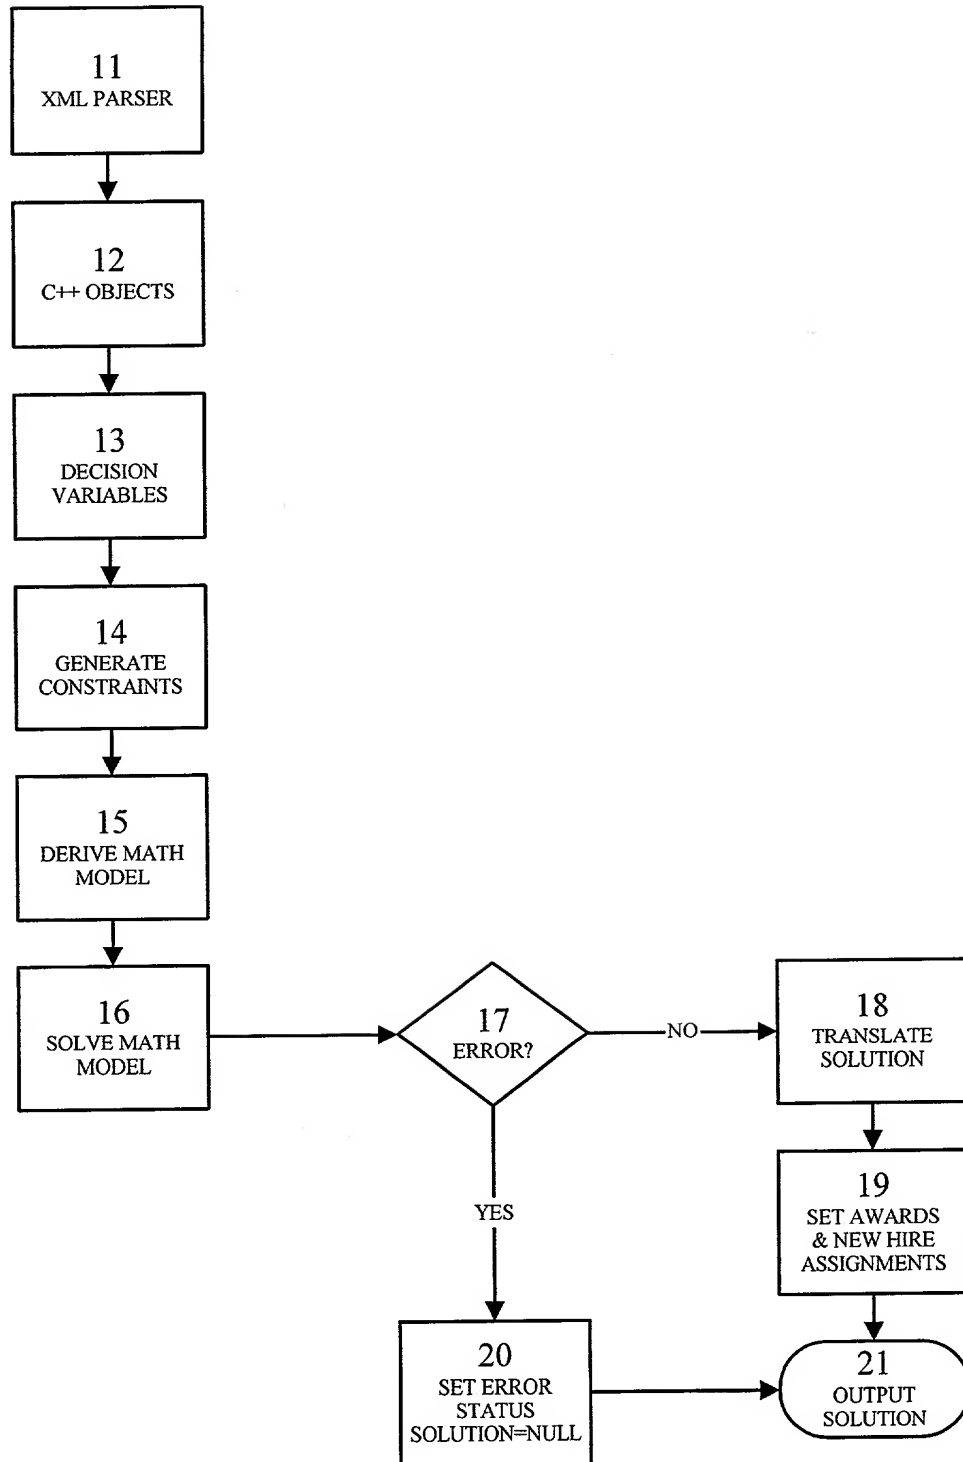 11
XML PARSER
12
C++ OBJECTS
13
DECISION
VARIABLES
14
GENERATE
CONSTRAINTS
15
DERIVE MATH
MODEL
16
SOLVE MATH
MODEL
17
ERROR?
NO
18
TRANSLATE
SOLUTION
19
SET AWARDS
& NEW HIRE
ASSIGNMENTS
YES
20
SET ERROR
STATUS
SOLUTION=NULL
21
OUTPUT
SOLUTION